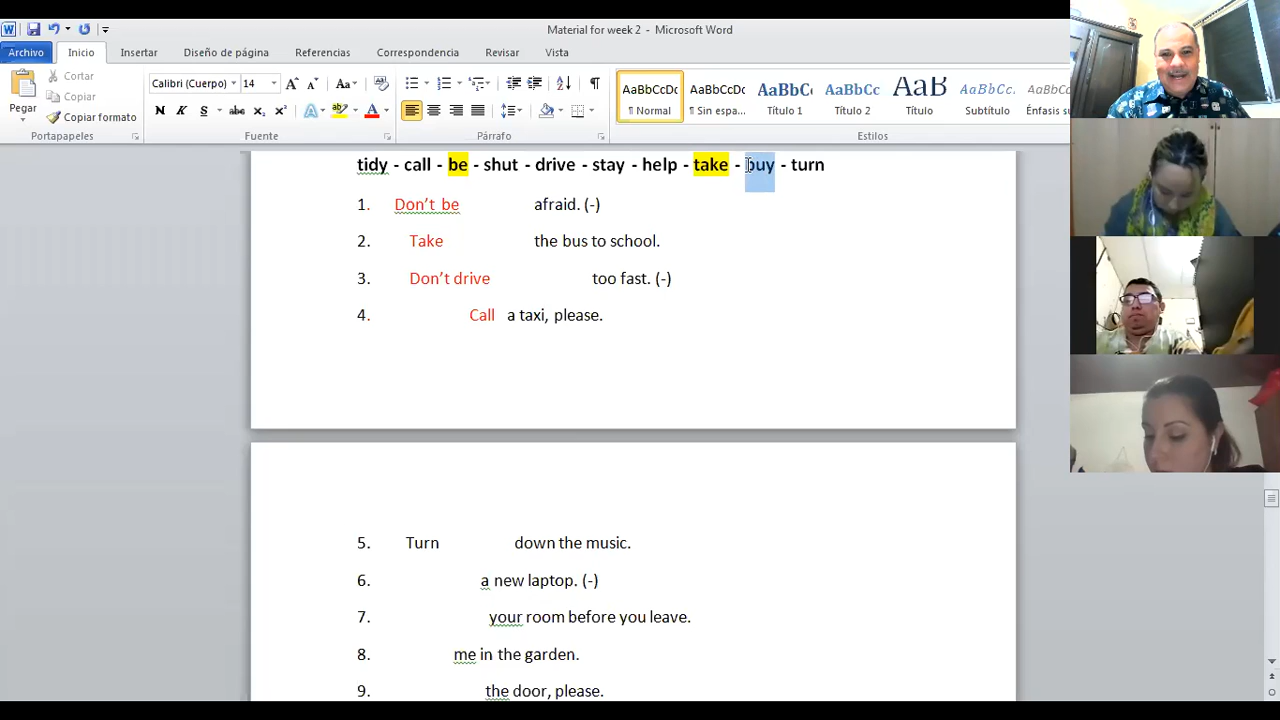 Material for week 2 - Microsoft Word
Archivo Inicio Insertar Diseño de página Referencias Correspondencia Revisar Vista
Pegar
Cortar
Copiar
Copiar formato
Portapapeles
Calibri (Cuerpo) 14
N K S abc x₂ x²
Fuente
Párrafo
AaBbCcDc AaBbCcDc AaBbC AaBbCc AaB AaBbCc. AaBbC
¶ Normal ¶ Sin espa... Título 1 Título 2 Título Subtítulo Énfasis su
Estilos
tidy - call - be - shut - drive - stay - help - take - buy - turn
1. Don't be afraid. (-)
2. Take the bus to school.
3. Don't drive too fast. (-)
4. Call a taxi, please.
5. Turn down the music.
6. a new laptop. (-)
7. your room before you leave.
8. me in the garden.
9. the door, please.